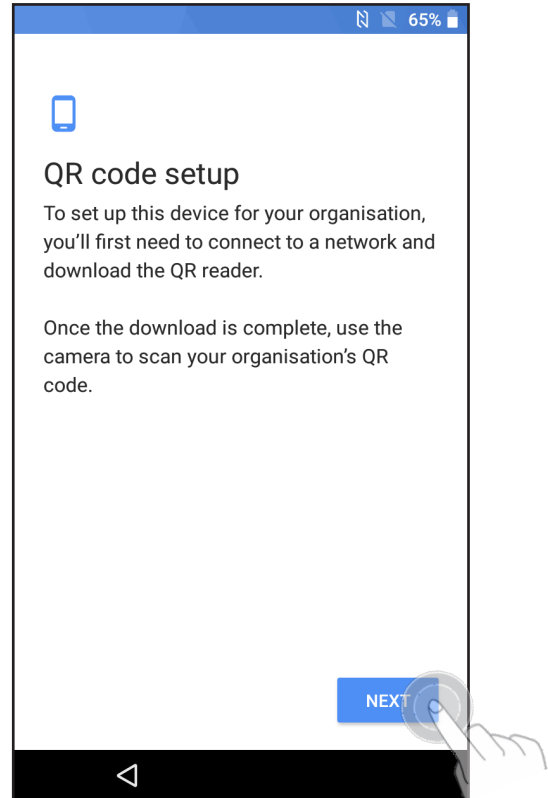 65%
QR code setup
To set up this device for your organisation,
you'll first need to connect to a network and
download the QR reader.
Once the download is complete, use the
camera to scan your organisation's QR
code.
NEXT